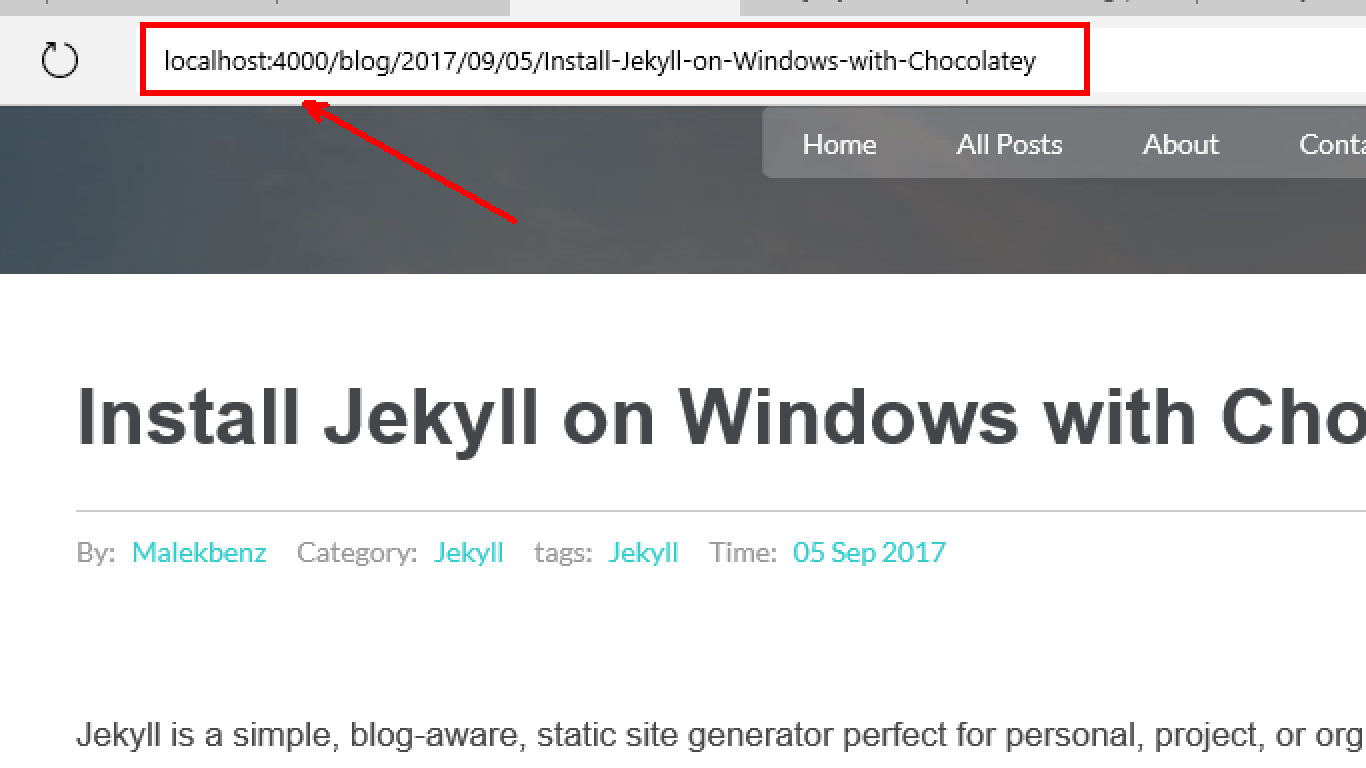 localhost:4000/blog/2017/09/05/Install-Jekyll-on-Windows-with-Chocolatey
Home All Posts About Conta
Install Jekyll on Windows with Cho
By: Malekbenz Category: Jekyll tags: Jekyll Time: 05 Sep 2017
Jekyll is a simple, blog-aware, static site generator perfect for personal, project, or org